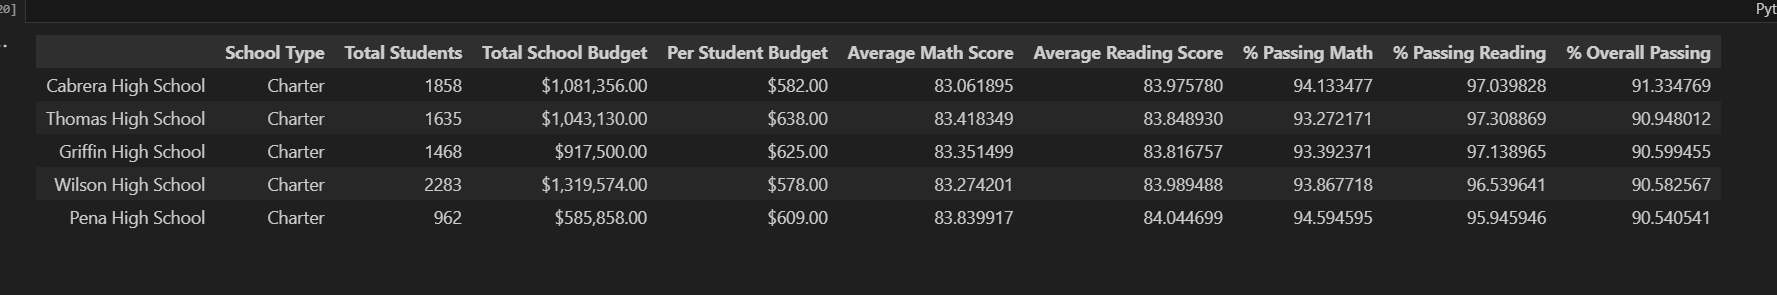 20]
Pyt
..
School Type Total Students Total School Budget Per Student Budget Average Math Score Average Reading Score % Passing Math % Passing Reading % Overall Passing
Cabrera High School Charter 1858 $1,081,356.00 $582.00 83.061895 83.975780 94.133477 97.039828 91.334769
Thomas High School Charter 1635 $1,043,130.00 $638.00 83.418349 83.848930 93.272171 97.308869 90.948012
Griffin High School Charter 1468 $917,500.00 $625.00 83.351499 83.816757 93.392371 97.138965 90.599455
Wilson High School Charter 2283 $1,319,574.00 $578.00 83.274201 83.989488 93.867718 96.539641 90.582567
Pena High School Charter 962 $585,858.00 $609.00 83.839917 84.044699 94.594595 95.945946 90.540541